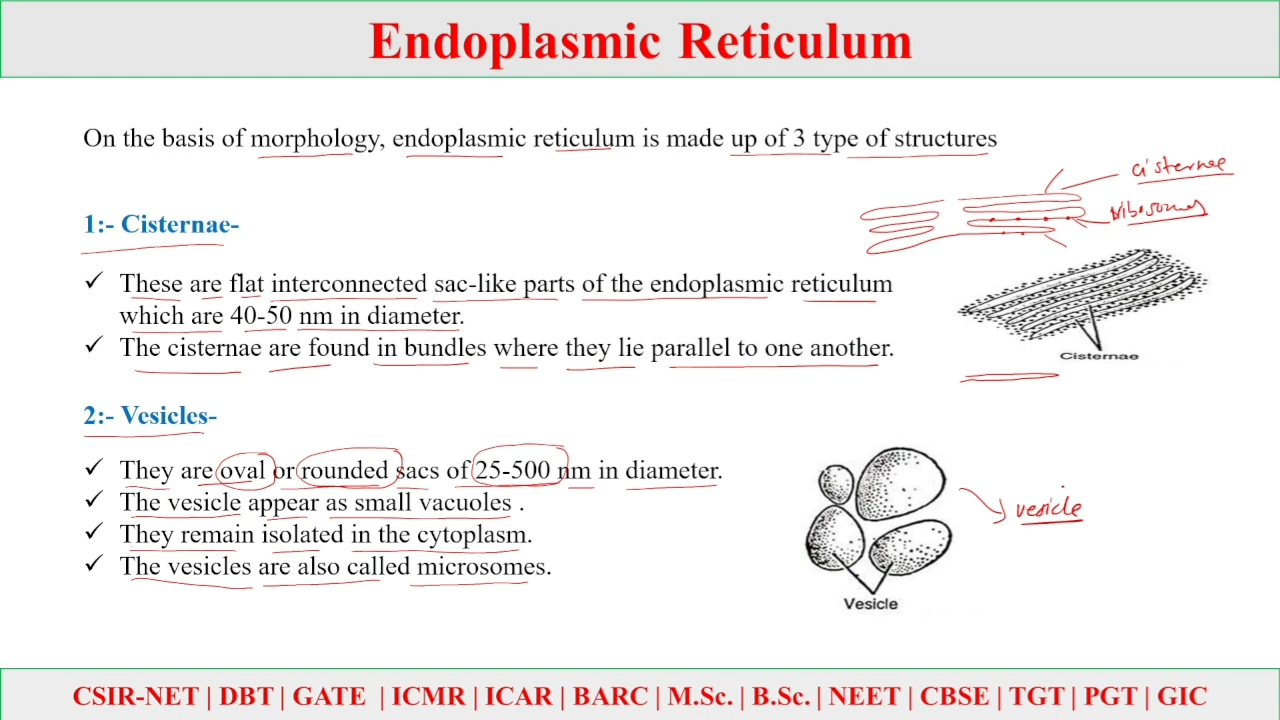 Endoplasmic Reticulum
On the basis of morphology, endoplasmic reticulum is made up of 3 type of structures
cisternae
ribosomes
1:- Cisternae-
✓ These are flat interconnected sac-like parts of the endoplasmic reticulum
which are 40-50 nm in diameter.
✓ The cisternae are found in bundles where they lie parallel to one another.
Cisternae
2:- Vesicles-
✓ They are oval or rounded sacs of 25-500 nm in diameter.
✓ The vesicle appear as small vacuoles .
✓ They remain isolated in the cytoplasm.
✓ The vesicles are also called microsomes.
vesicle
Vesicle
CSIR-NET | DBT | GATE | ICMR | ICAR | BARC | M.Sc. | B.Sc. | NEET | CBSE | TGT | PGT | GIC